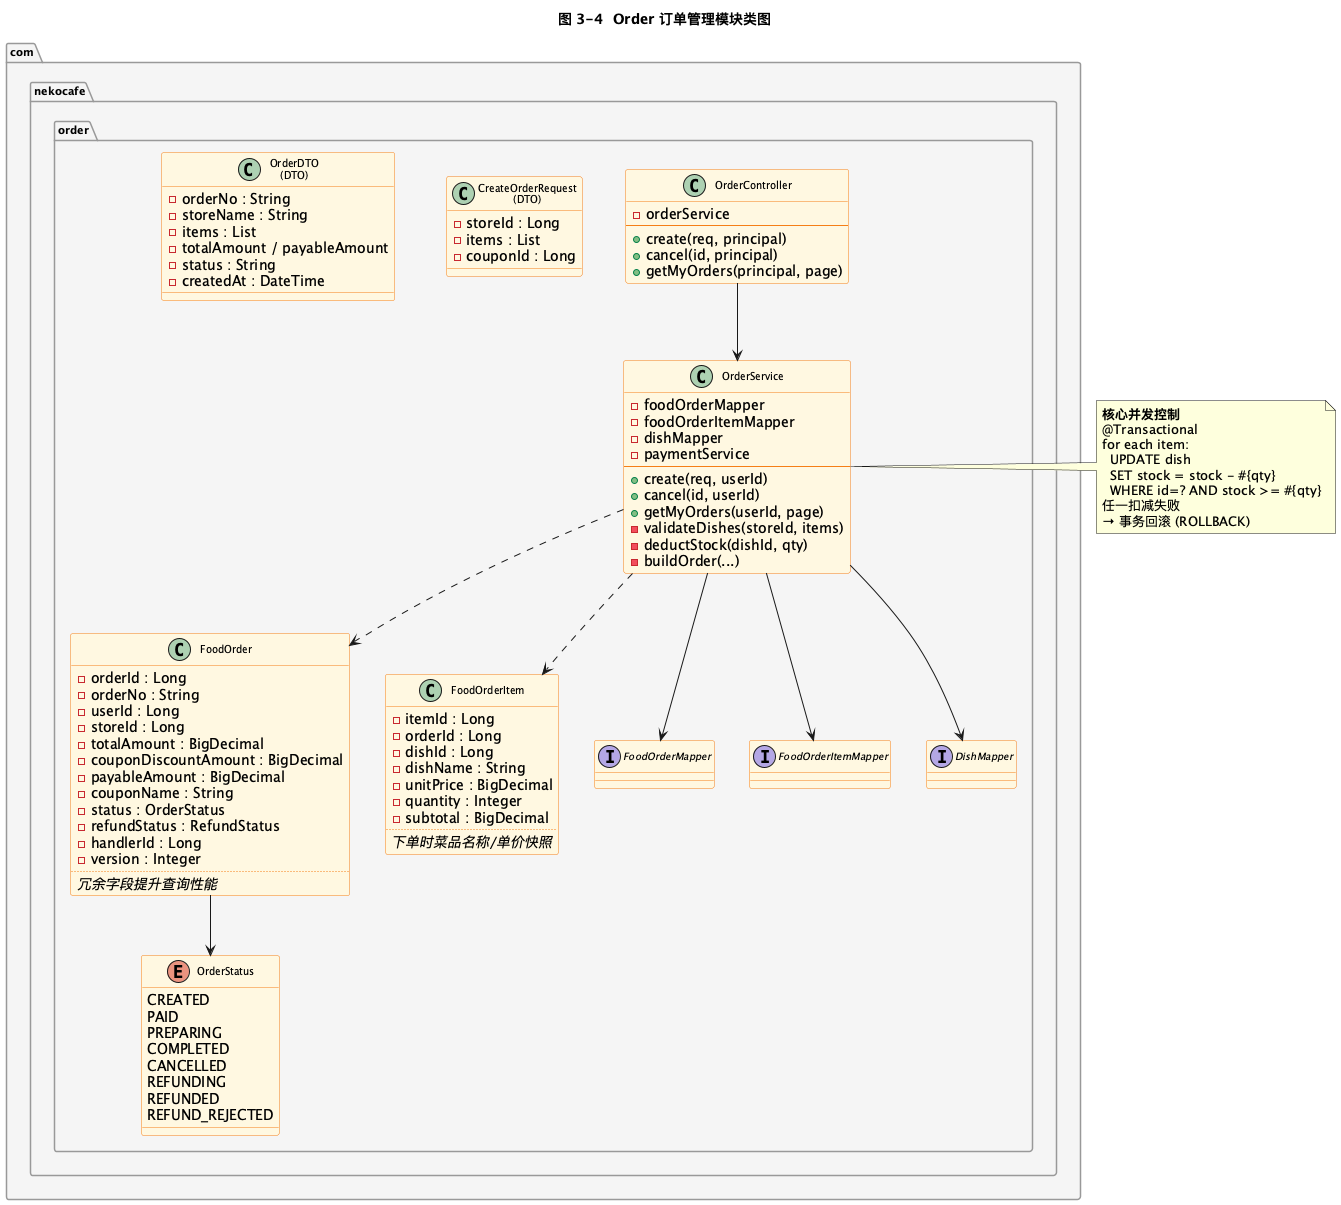 图 3-4  Order 订单管理模块类图
com
nekocafe
order
C OrderDTO
(DTO)
orderNo : String
storeName : String
items : List
totalAmount / payableAmount
status : String
createdAt : DateTime
C CreateOrderRequest
(DTO)
storeId : Long
items : List
couponId : Long
C OrderController
orderService
create(req, principal)
cancel(id, principal)
getMyOrders(principal, page)
C OrderService
foodOrderMapper
foodOrderItemMapper
dishMapper
paymentService
create(req, userId)
cancel(id, userId)
getMyOrders(userId, page)
validateDishes(storeId, items)
deductStock(dishId, qty)
buildOrder(...)
核心并发控制
@Transactional
for each item:
UPDATE dish
SET stock = stock - #{qty}
WHERE id=? AND stock >= #{qty}
任一扣减失败
→ 事务回滚 (ROLLBACK)
C FoodOrder
orderId : Long
orderNo : String
userId : Long
storeId : Long
totalAmount : BigDecimal
couponDiscountAmount : BigDecimal
payableAmount : BigDecimal
couponName : String
status : OrderStatus
refundStatus : RefundStatus
handlerId : Long
version : Integer
冗余字段提升查询性能
C FoodOrderItem
itemId : Long
orderId : Long
dishId : Long
dishName : String
unitPrice : BigDecimal
quantity : Integer
subtotal : BigDecimal
下单时菜品名称/单价快照
I FoodOrderMapper
I FoodOrderItemMapper
I DishMapper
E OrderStatus
CREATED
PAID
PREPARING
COMPLETED
CANCELLED
REFUNDING
REFUNDED
REFUND_REJECTED